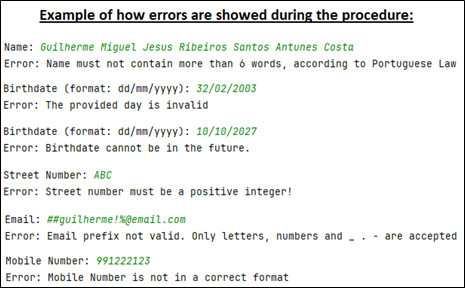 Example of how errors are showed during the procedure:
Name: Guilherme Miguel Jesus Ribeiros Santos Antunes Costa
Error: Name must not contain more than 6 words, according to Portuguese Law
Birthdate (format: dd/mm/yyyy): 32/02/2003
Error: The provided day is invalid
Birthdate (format: dd/mm/yyyy): 10/10/2027
Error: Birthdate cannot be in the future.
Street Number: ABC
Error: Street number must be a positive integer!
Email: ##guilherme!%@email.com
Error: Email prefix not valid. Only letters, numbers and _ . - are accepted
Mobile Number: 991222123
Error: Mobile Number is not in a correct format